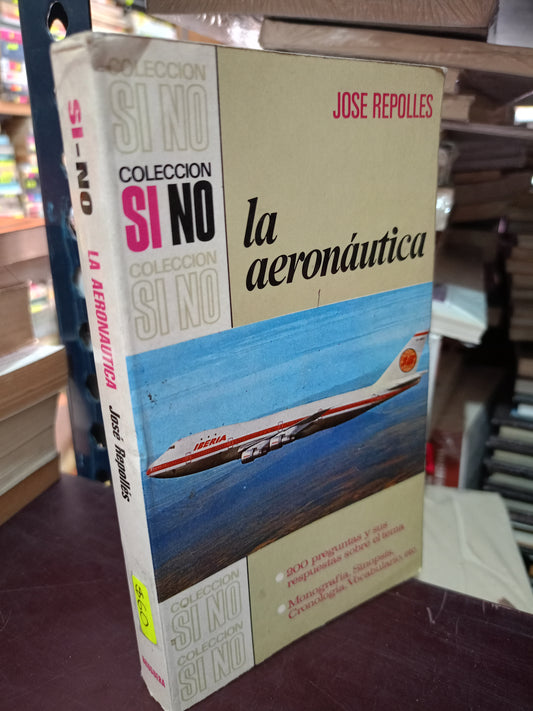 COLECCION
SI NO
COLECCION
SI NO
COLECCION
SI NO
JOSE REPOLLES
la
aeronáutica
IBERIA
200 preguntas y sus
respuestas sobre el tema
Monografía, Sinopsis,
Cronología, Vocabulario, etc.
COLECCION
SI NO
COLECCION
SI NO
SI-NO
LA AERONAUTICA
José Repollés
$60
BRUGUERA